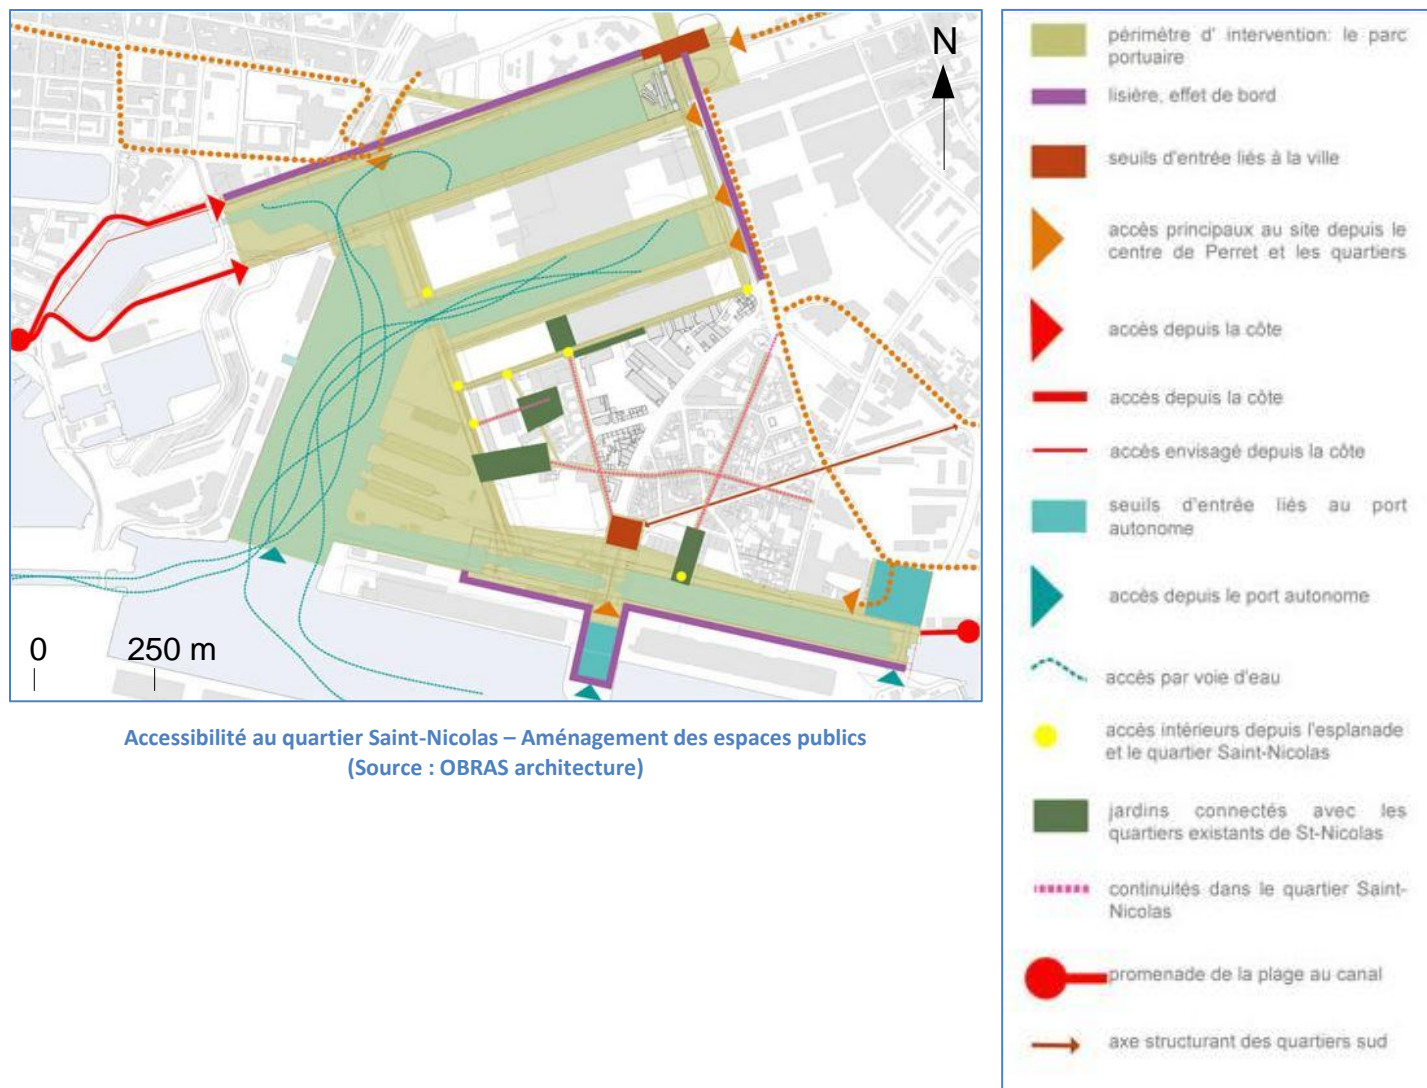 N
0
250 m
Accessibilité au quartier Saint-Nicolas – Aménagement des espaces publics
(Source : OBRAS architecture)
périmètre d' intervention: le parc
portuaire
lisière, effet de bord
seuils d'entrée liés à la ville
accès principaux au site depuis le
centre de Perret et les quartiers
accès depuis la côte
accès depuis la côte
accès envisagé depuis la côte
seuils d'entrée liés au port
autonome
accès depuis le port autonome
accès par voie d'eau
accès intérieurs depuis l'esplanade
et le quartier Saint-Nicolas
jardins connectés avec les
quartiers existants de St-Nicolas
continuités dans le quartier Saint-
Nicolas
promenade de la plage au canal
axe structurant des quartiers sud